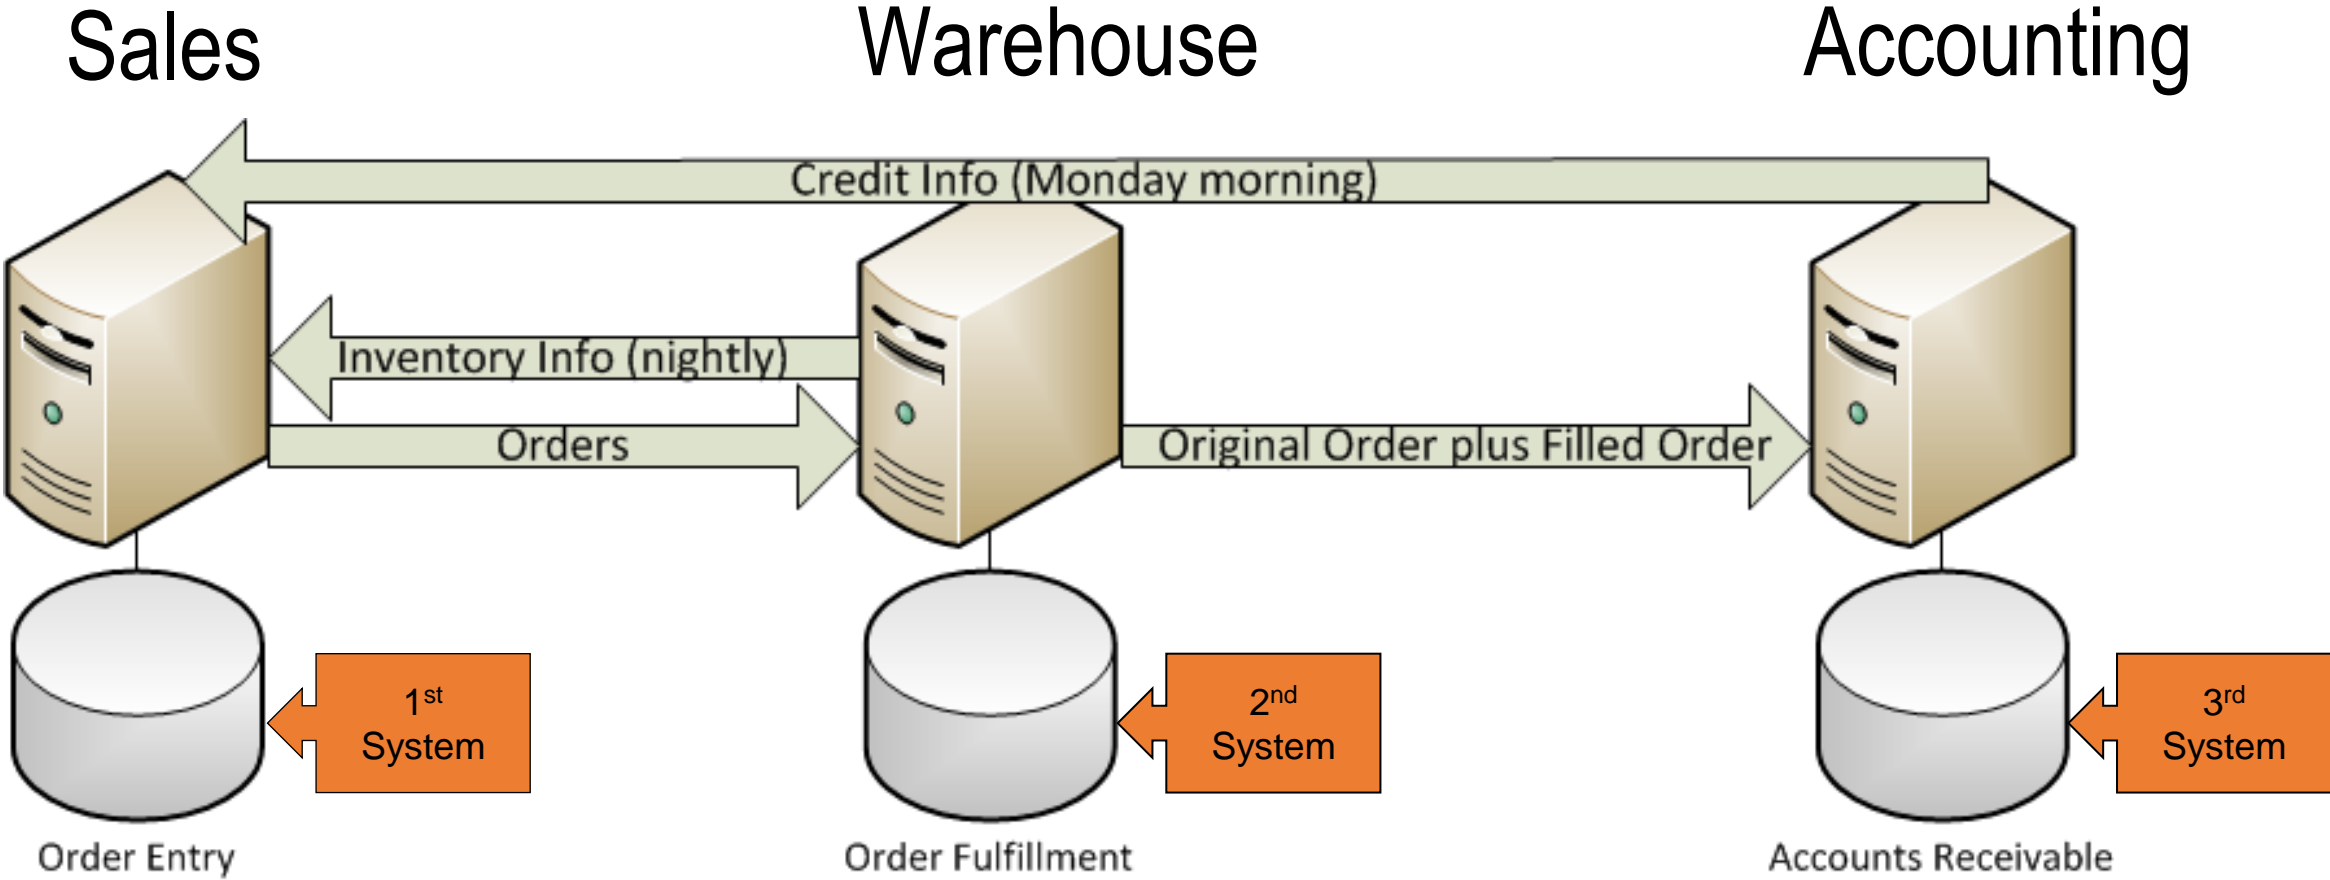 Sales
Warehouse
Accounting
Credit Info (Monday morning)
Inventory Info (nightly)
Orders
Original Order plus Filled Order
1st
System
2nd
System
3rd
System
Order Entry
Order Fulfillment
Accounts Receivable